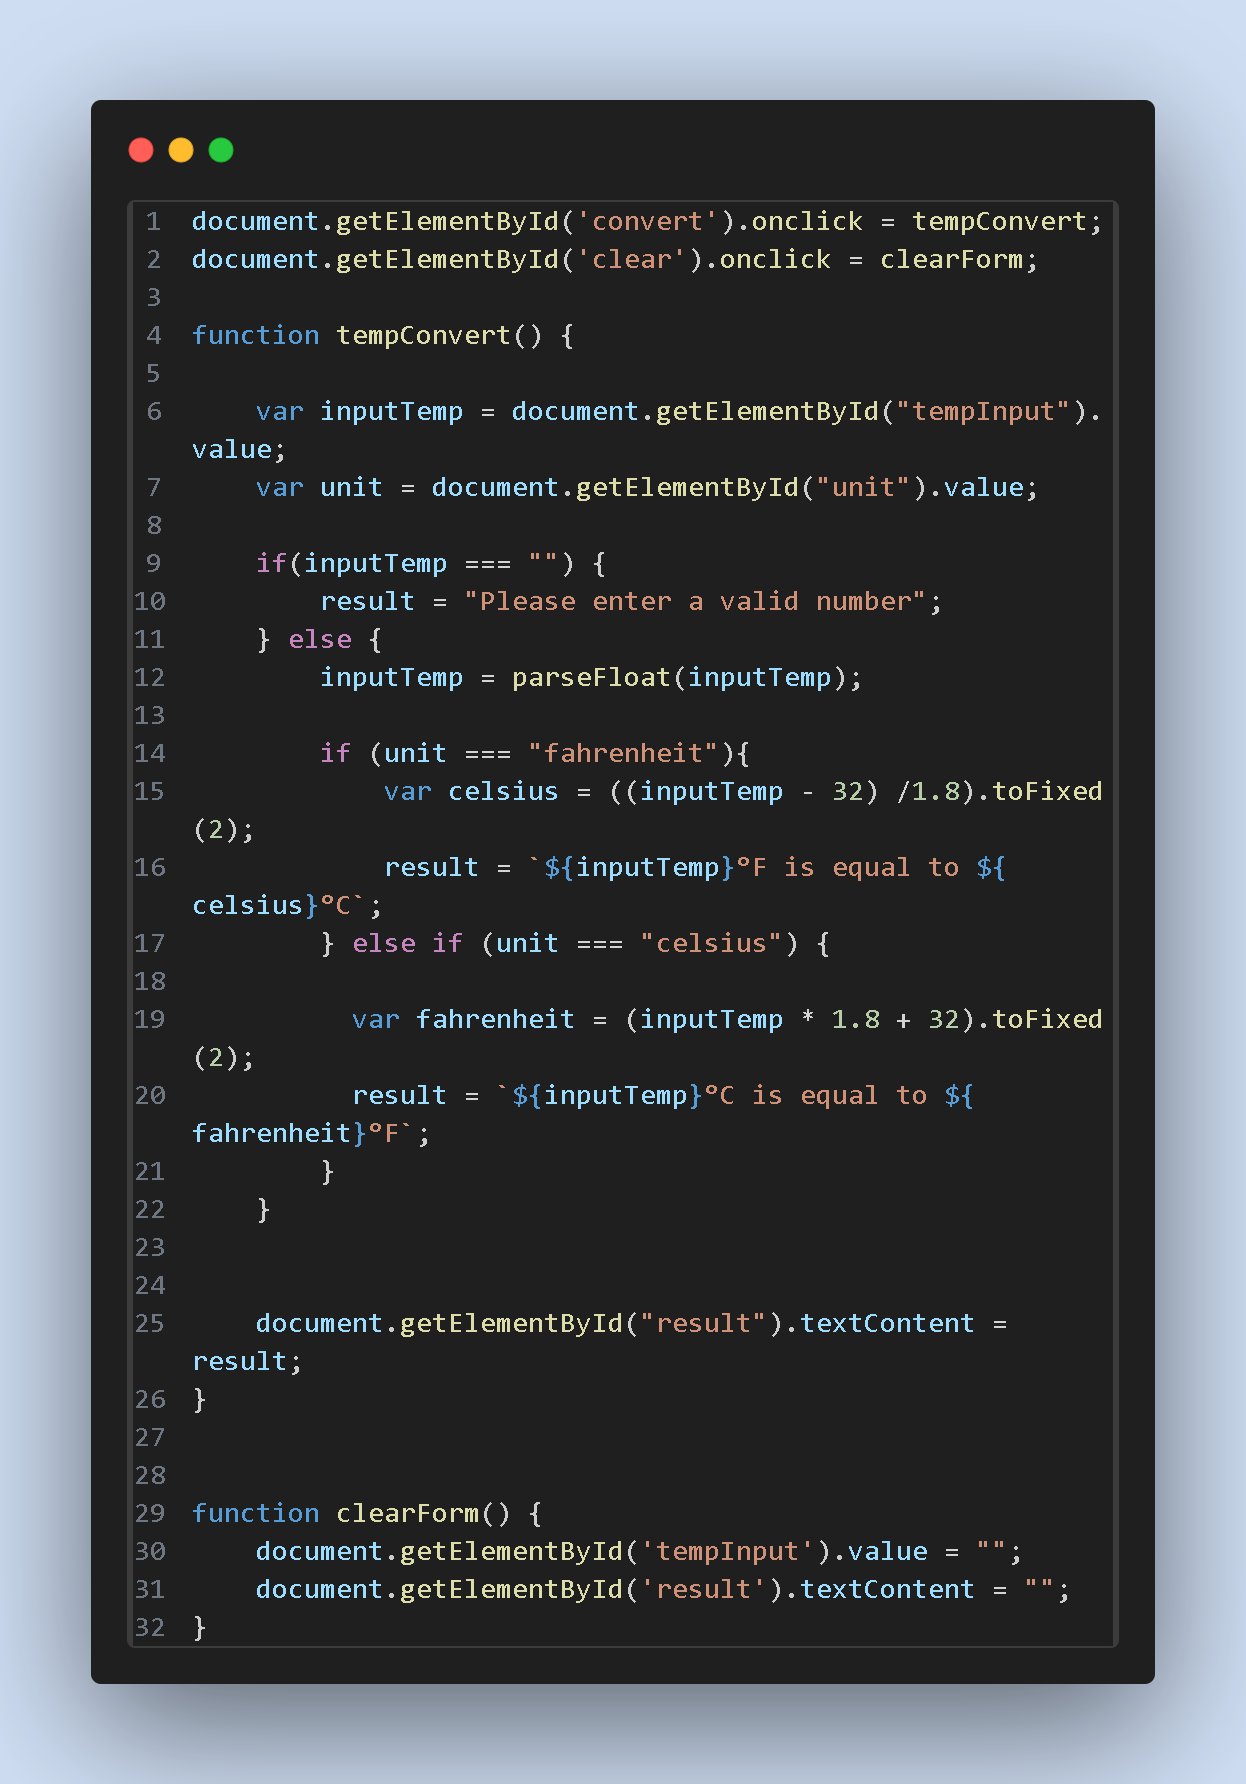 1 document.getElementById('convert').onclick = tempConvert;
2 document.getElementById('clear').onclick = clearForm;
3
4 function tempConvert() {
5
6     var inputTemp = document.getElementById("tempInput").
value;
7     var unit = document.getElementById("unit").value;
8
9     if(inputTemp === "") {
10         result = "Please enter a valid number";
11     } else {
12         inputTemp = parseFloat(inputTemp);
13
14         if (unit === "fahrenheit"){
15             var celsius = ((inputTemp - 32) /1.8).toFixed
(2);
16             result = `${inputTemp}°F is equal to ${
celsius}°C`;
17         } else if (unit === "celsius") {
18
19           var fahrenheit = (inputTemp * 1.8 + 32).toFixed
(2);
20           result = `${inputTemp}°C is equal to ${
fahrenheit}°F`;
21         }
22     }
23
24
25     document.getElementById("result").textContent =
result;
26 }
27
28
29 function clearForm() {
30     document.getElementById('tempInput').value = "";
31     document.getElementById('result').textContent = "";
32 }